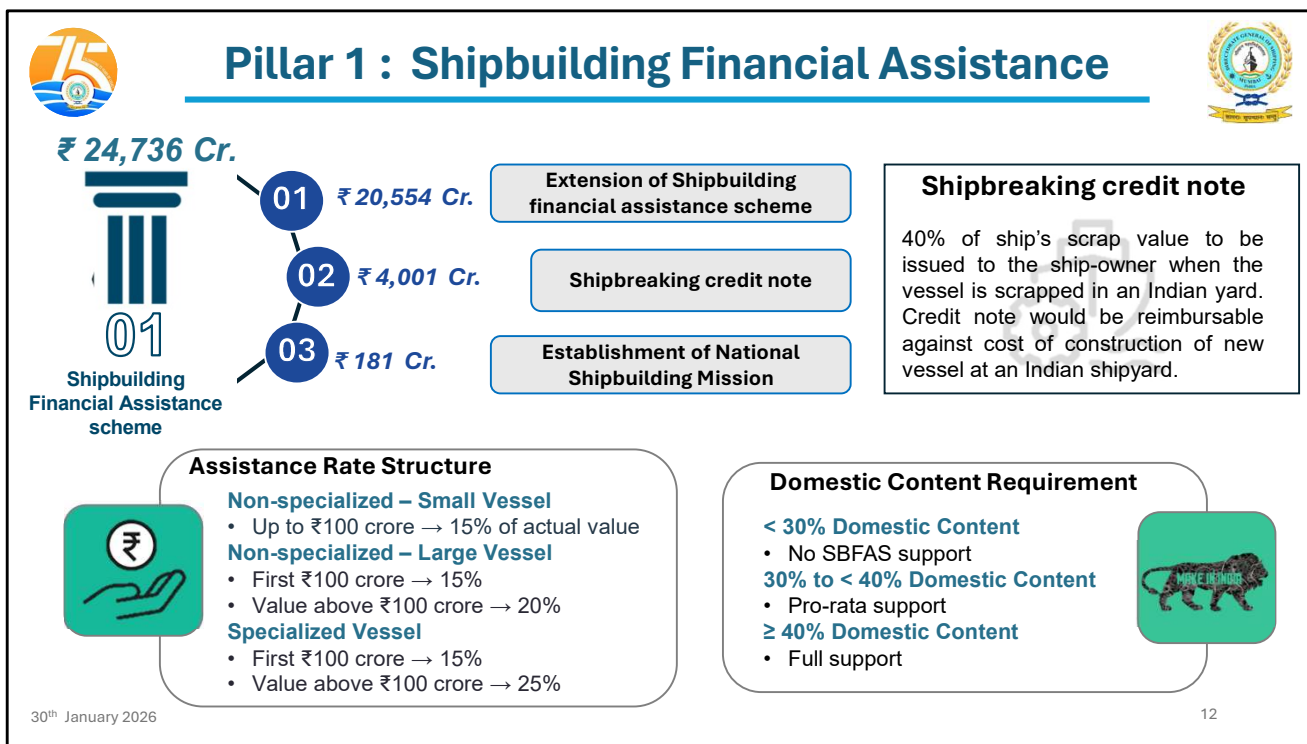 75
Pillar 1 : Shipbuilding Financial Assistance
DIRECTORATE GENERAL OF SHIPPING
MUMBAI
INDIA
₹ 24,736 Cr.
01
Shipbuilding
Financial Assistance
scheme
01
₹ 20,554 Cr.
Extension of Shipbuilding
financial assistance scheme
02
₹ 4,001 Cr.
Shipbreaking credit note
03
₹ 181 Cr.
Establishment of National
Shipbuilding Mission
Shipbreaking credit note
40% of ship’s scrap value to be
issued to the ship-owner when the
vessel is scrapped in an Indian yard.
Credit note would be reimbursable
against cost of construction of new
vessel at an Indian shipyard.
Assistance Rate Structure
₹
Non-specialized – Small Vessel
• Up to ₹100 crore → 15% of actual value
Non-specialized – Large Vessel
• First ₹100 crore → 15%
• Value above ₹100 crore → 20%
Specialized Vessel
• First ₹100 crore → 15%
• Value above ₹100 crore → 25%
Domestic Content Requirement
< 30% Domestic Content
• No SBFAS support
30% to < 40% Domestic Content
• Pro-rata support
≥ 40% Domestic Content
• Full support
MAKE IN INDIA
30th January 2026
12